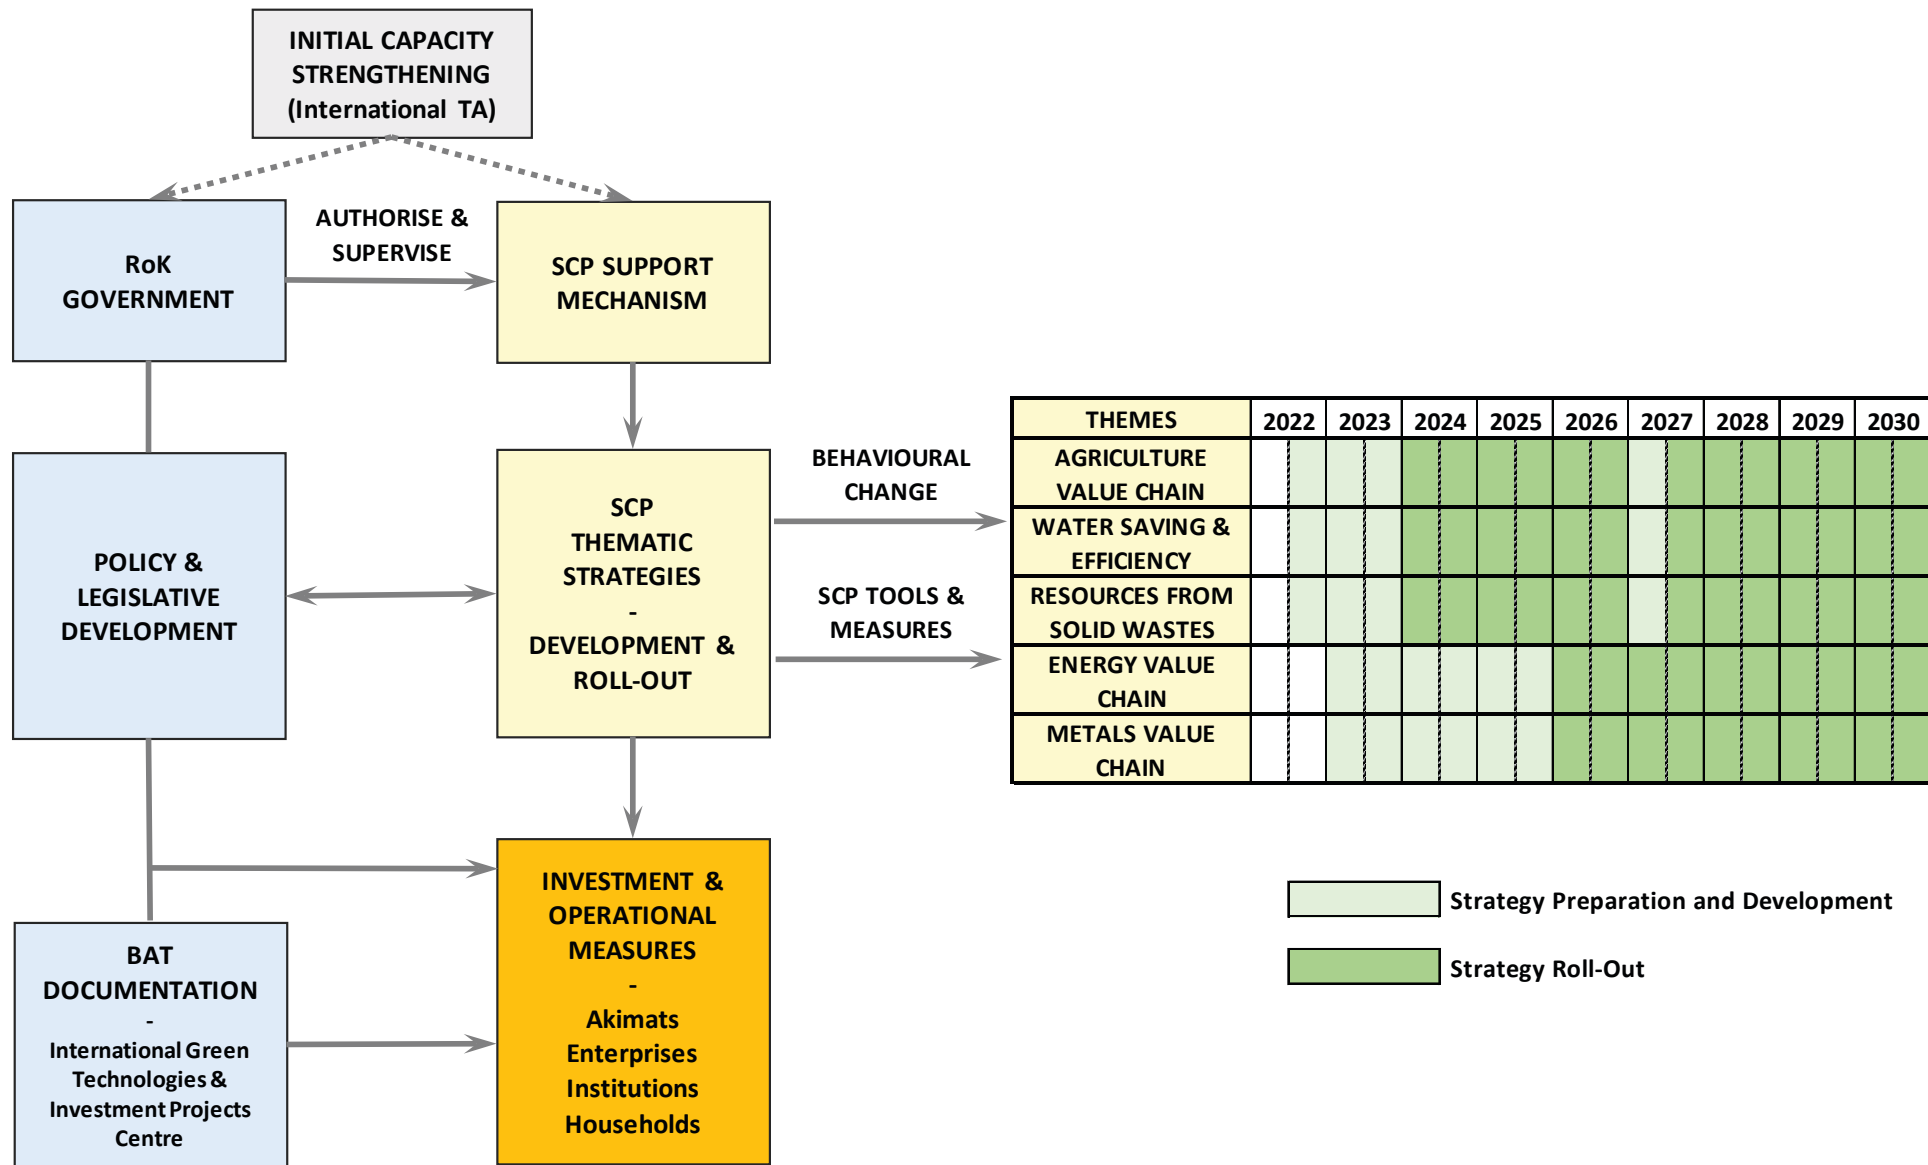 INITIAL CAPACITY
STRENGTHENING
(International TA)
RoK
GOVERNMENT
AUTHORISE &
SUPERVISE
SCP SUPPORT
MECHANISM
POLICY &
LEGISLATIVE
DEVELOPMENT
SCP
THEMATIC
STRATEGIES
-
DEVELOPMENT &
ROLL-OUT
BEHAVIOURAL
CHANGE
SCP TOOLS &
MEASURES
THEMES 2022 2023 2024 2025 2026 2027 2028 2029 2030
AGRICULTURE
VALUE CHAIN
WATER SAVING &
EFFICIENCY
RESOURCES FROM
SOLID WASTES
ENERGY VALUE
CHAIN
METALS VALUE
CHAIN
BAT
DOCUMENTATION
-
International Green
Technologies &
Investment Projects
Centre
INVESTMENT &
OPERATIONAL
MEASURES
-
Akimats
Enterprises
Institutions
Households
Strategy Preparation and Development
Strategy Roll-Out